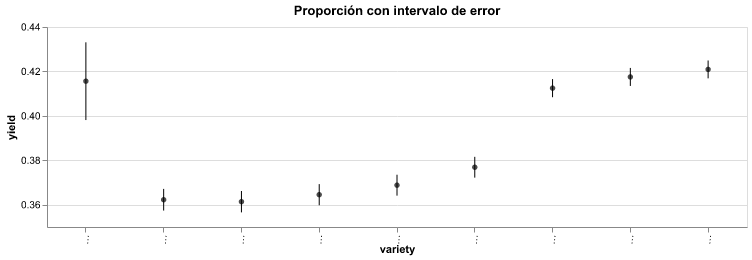 Proporción con intervalo de error
0.44
0.42
0.40
0.38
0.36
yield
... ... ... ... ... ... ... ... ...
variety